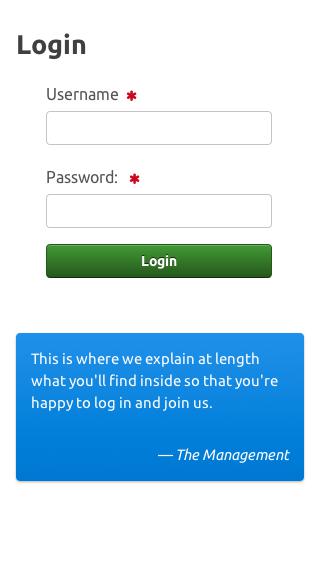 Login
Username *
Password: *
Login
This is where we explain at length
what you'll find inside so that you're
happy to log in and join us.
— The Management